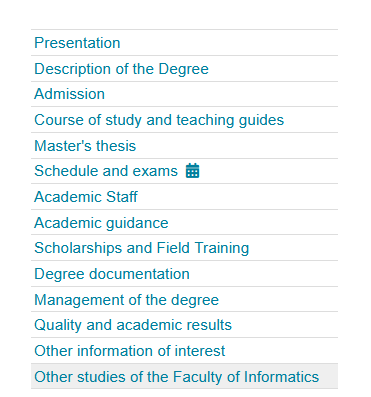 Presentation
Description of the Degree
Admission
Course of study and teaching guides
Master's thesis
Schedule and exams
Academic Staff
Academic guidance
Scholarships and Field Training
Degree documentation
Management of the degree
Quality and academic results
Other information of interest
Other studies of the Faculty of Informatics